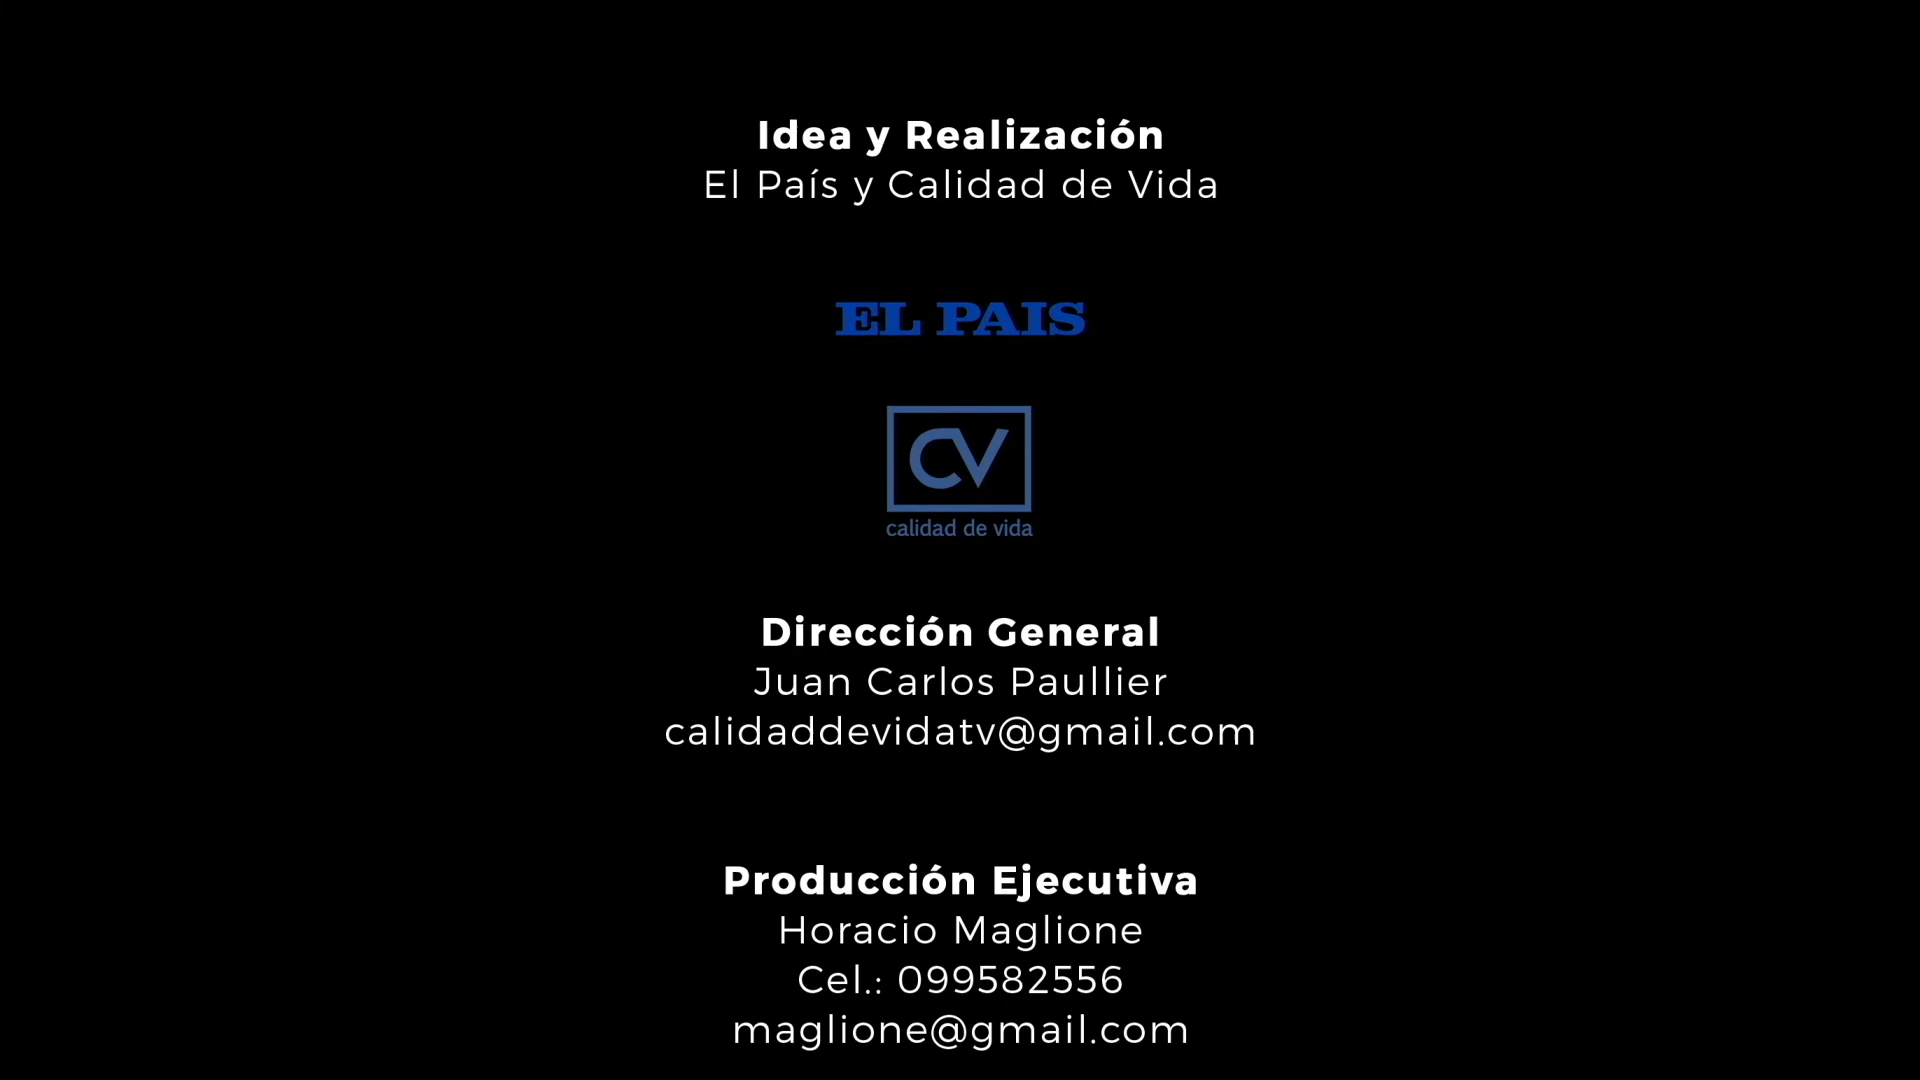 Idea y Realización
El País y Calidad de Vida
EL PAIS
CV
calidad de vida
Dirección General
Juan Carlos Paullier
calidaddevidatv@gmail.com
Producción Ejecutiva
Horacio Maglione
Cel.: 099582556
maglione@gmail.com